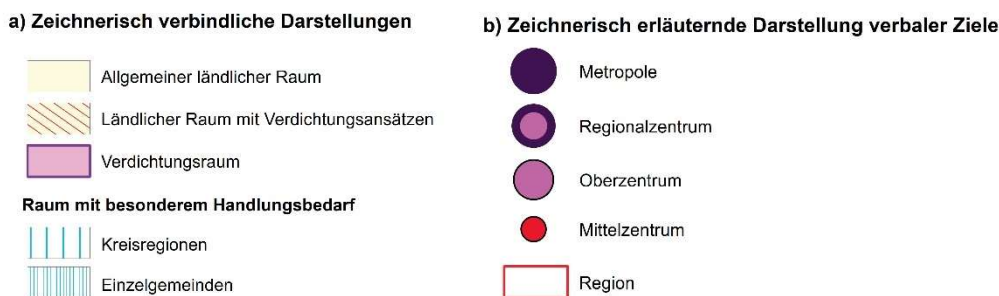 a) Zeichnerisch verbindliche Darstellungen
Allgemeiner ländlicher Raum
Ländlicher Raum mit Verdichtungsansätzen
Verdichtungsraum
Raum mit besonderem Handlungsbedarf
Kreisregionen
Einzelgemeinden
b) Zeichnerisch erläuternde Darstellung verbaler Ziele
Metropole
Regionalzentrum
Oberzentrum
Mittelzentrum
Region